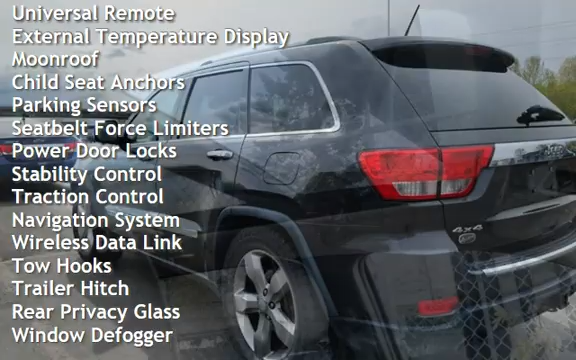 Universal Remote
External Temperature Display
Moonroof
Child Seat Anchors
Parking Sensors
Seatbelt Force Limiters
Power Door Locks
Stability Control
Traction Control
Navigation System
Wireless Data Link
Tow Hooks
Trailer Hitch
Rear Privacy Glass
Window Defogger
Jeep
4x4